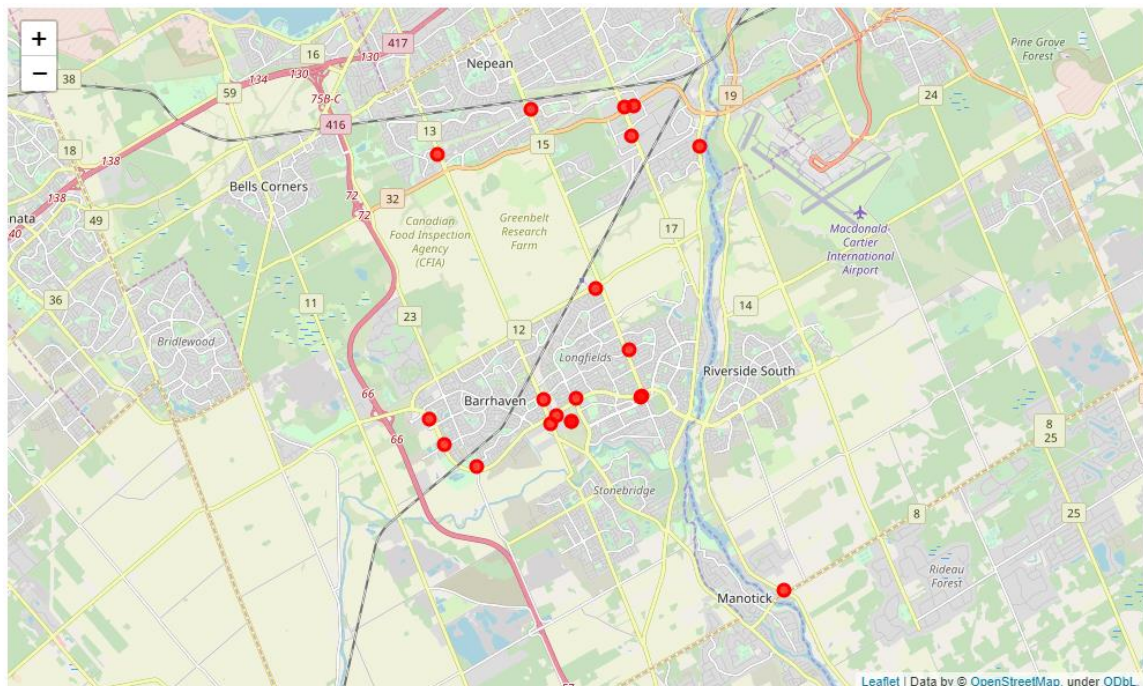 +
−
16
417
130
Nepean
Pine Grove
Forest
38
134
130
59
75B-C
19
24
416
13
15
18
138
Bells Corners
72
32
72
138
49
nata
40
Canadian
Food Inspection
Agency
(CFIA)
Greenbelt
Research
Farm
17
Macdonald-
Cartier
International
Airport
36
11
23
12
14
Bridlewood
Longfields
Riverside South
66
Barrhaven
66
8
25
Stonebridge
8
25
Rideau
Forest
Manotick
57
Leaflet | Data by © OpenStreetMap, under ODbL.